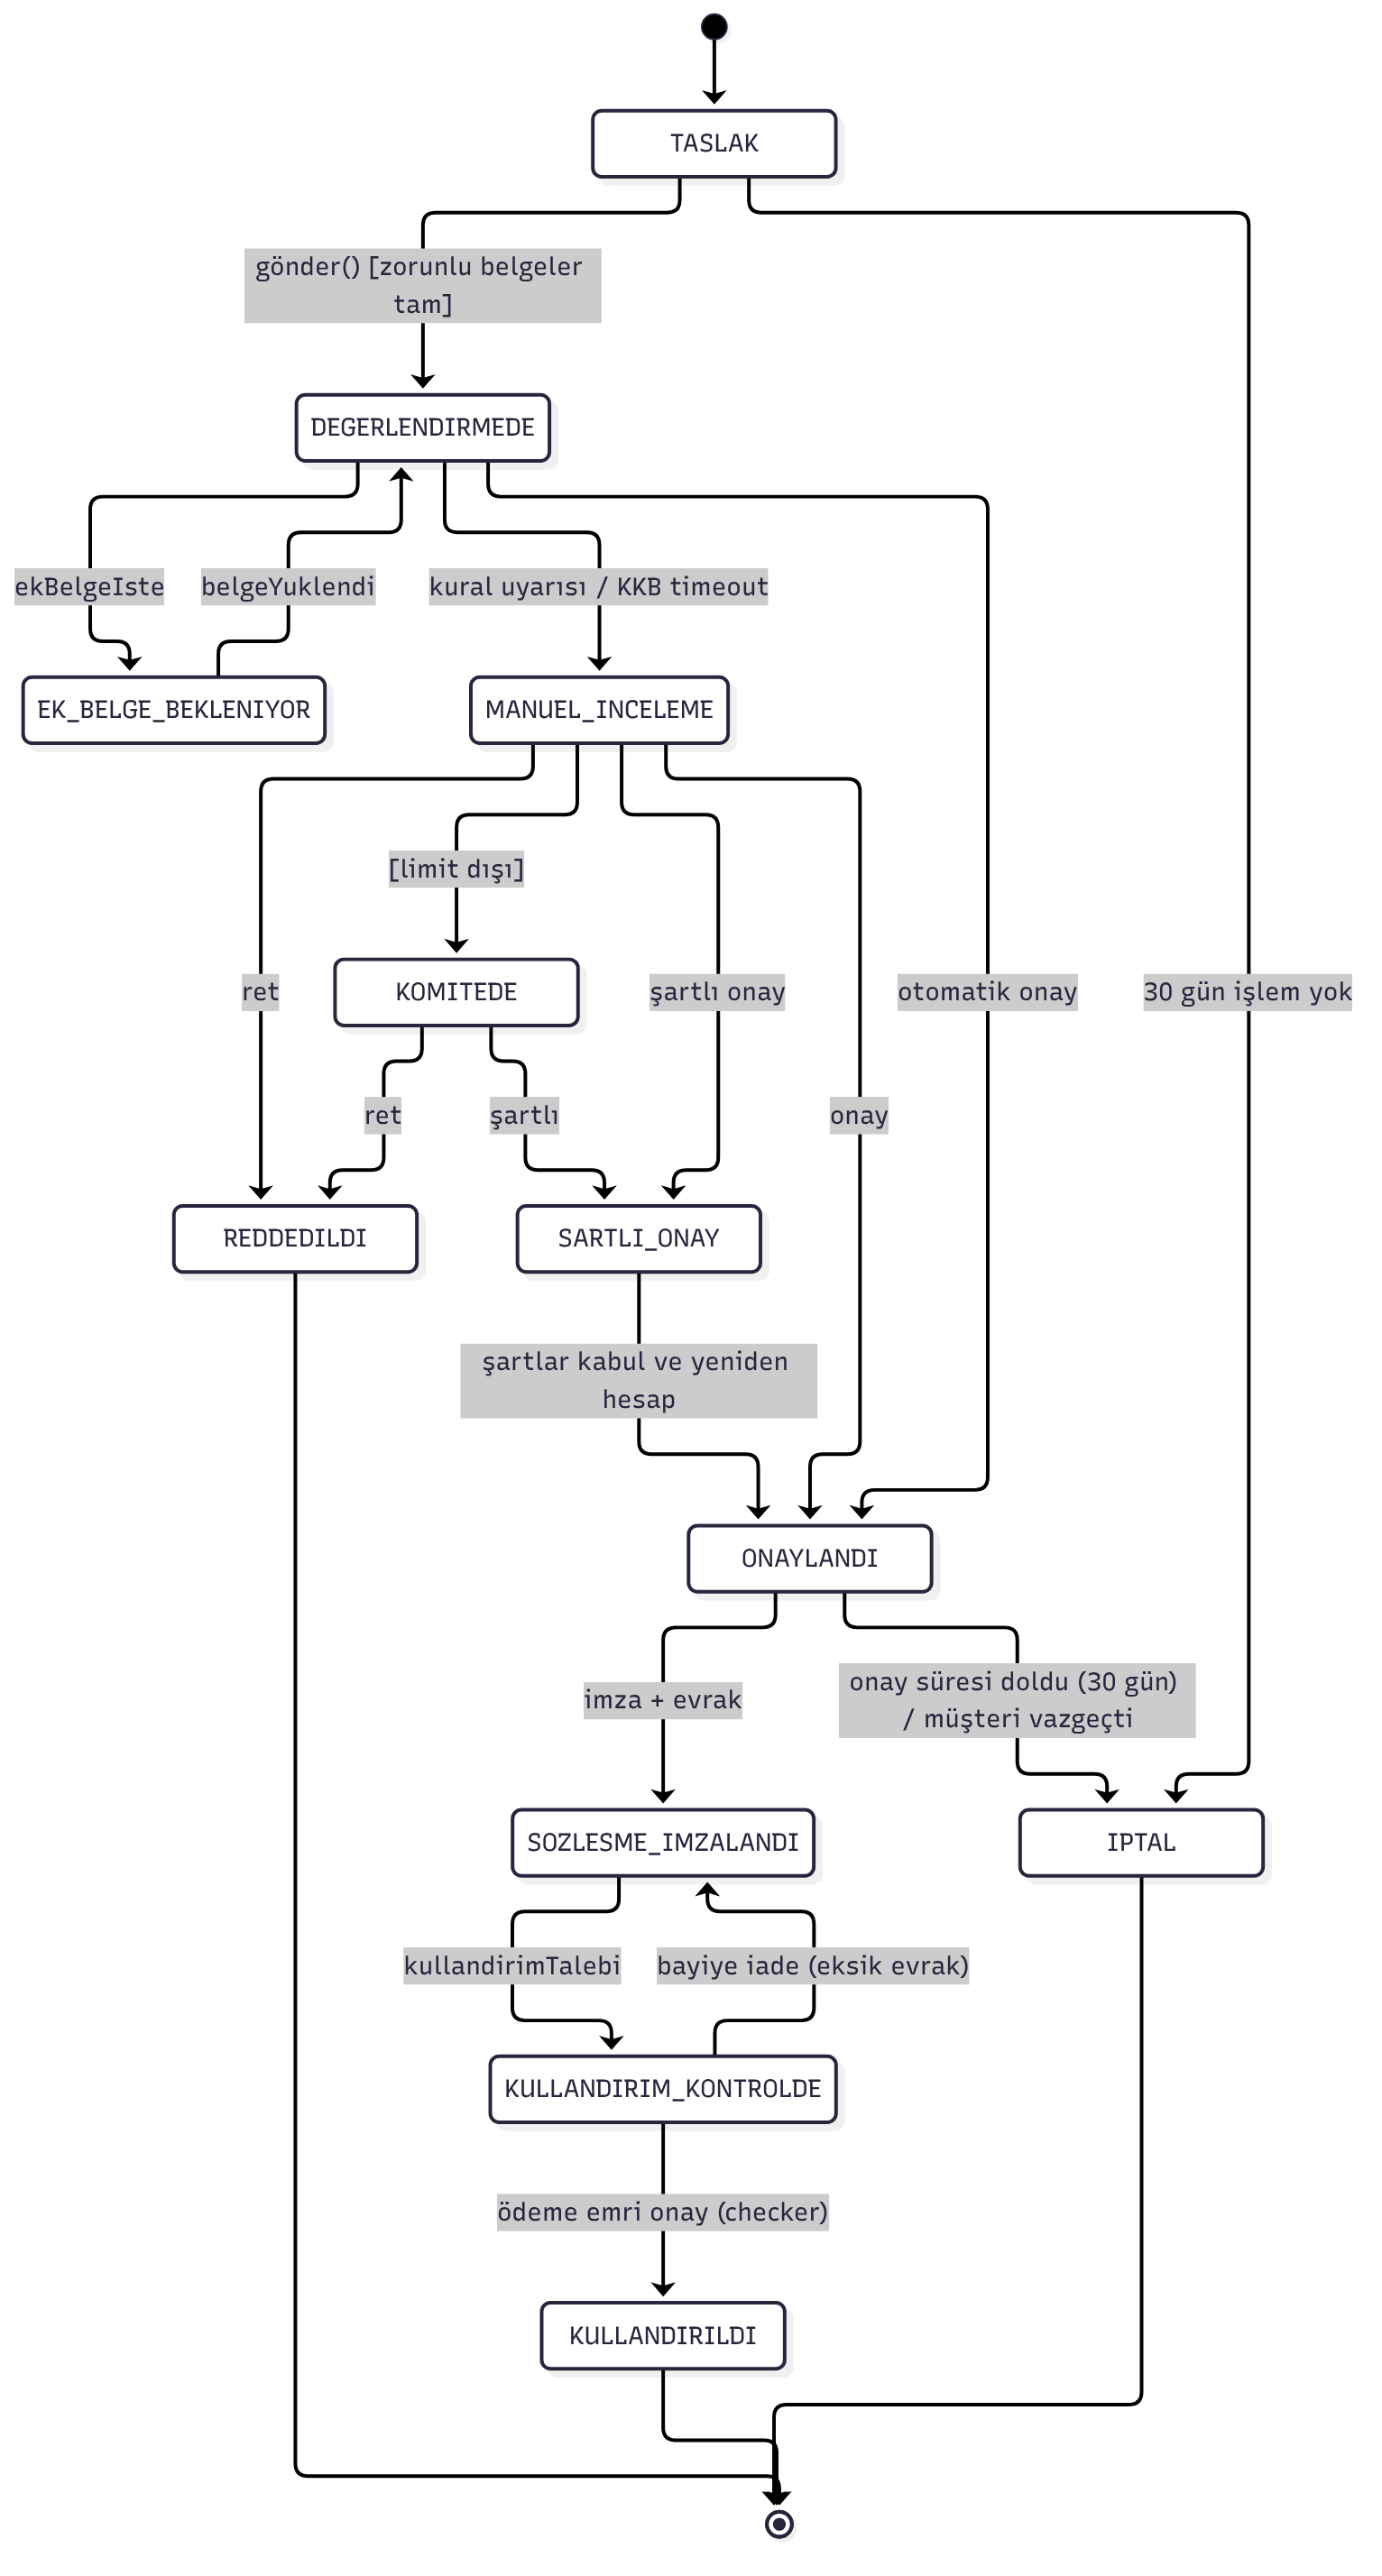 TASLAK
gönder() [zorunlu belgeler
tam]
DEGERLENDIRMEDE
ekBelgeIste
belgeYuklendi
kural uyarısı / KKB timeout
EK_BELGE_BEKLENIYOR
MANUEL_INCELEME
[limit dışı]
ret
KOMITEDE
şartlı onay
otomatik onay
30 gün işlem yok
ret
şartlı
onay
REDDEDILDI
SARTLI_ONAY
şartlar kabul ve yeniden
hesap
ONAYLANDI
imza + evrak
onay süresi doldu (30 gün)
/ müşteri vazgeçti
SOZLESME_IMZALANDI
IPTAL
kullandirimTalebi
bayiye iade (eksik evrak)
KULLANDIRIM_KONTROLDE
ödeme emri onay (checker)
KULLANDIRILDI